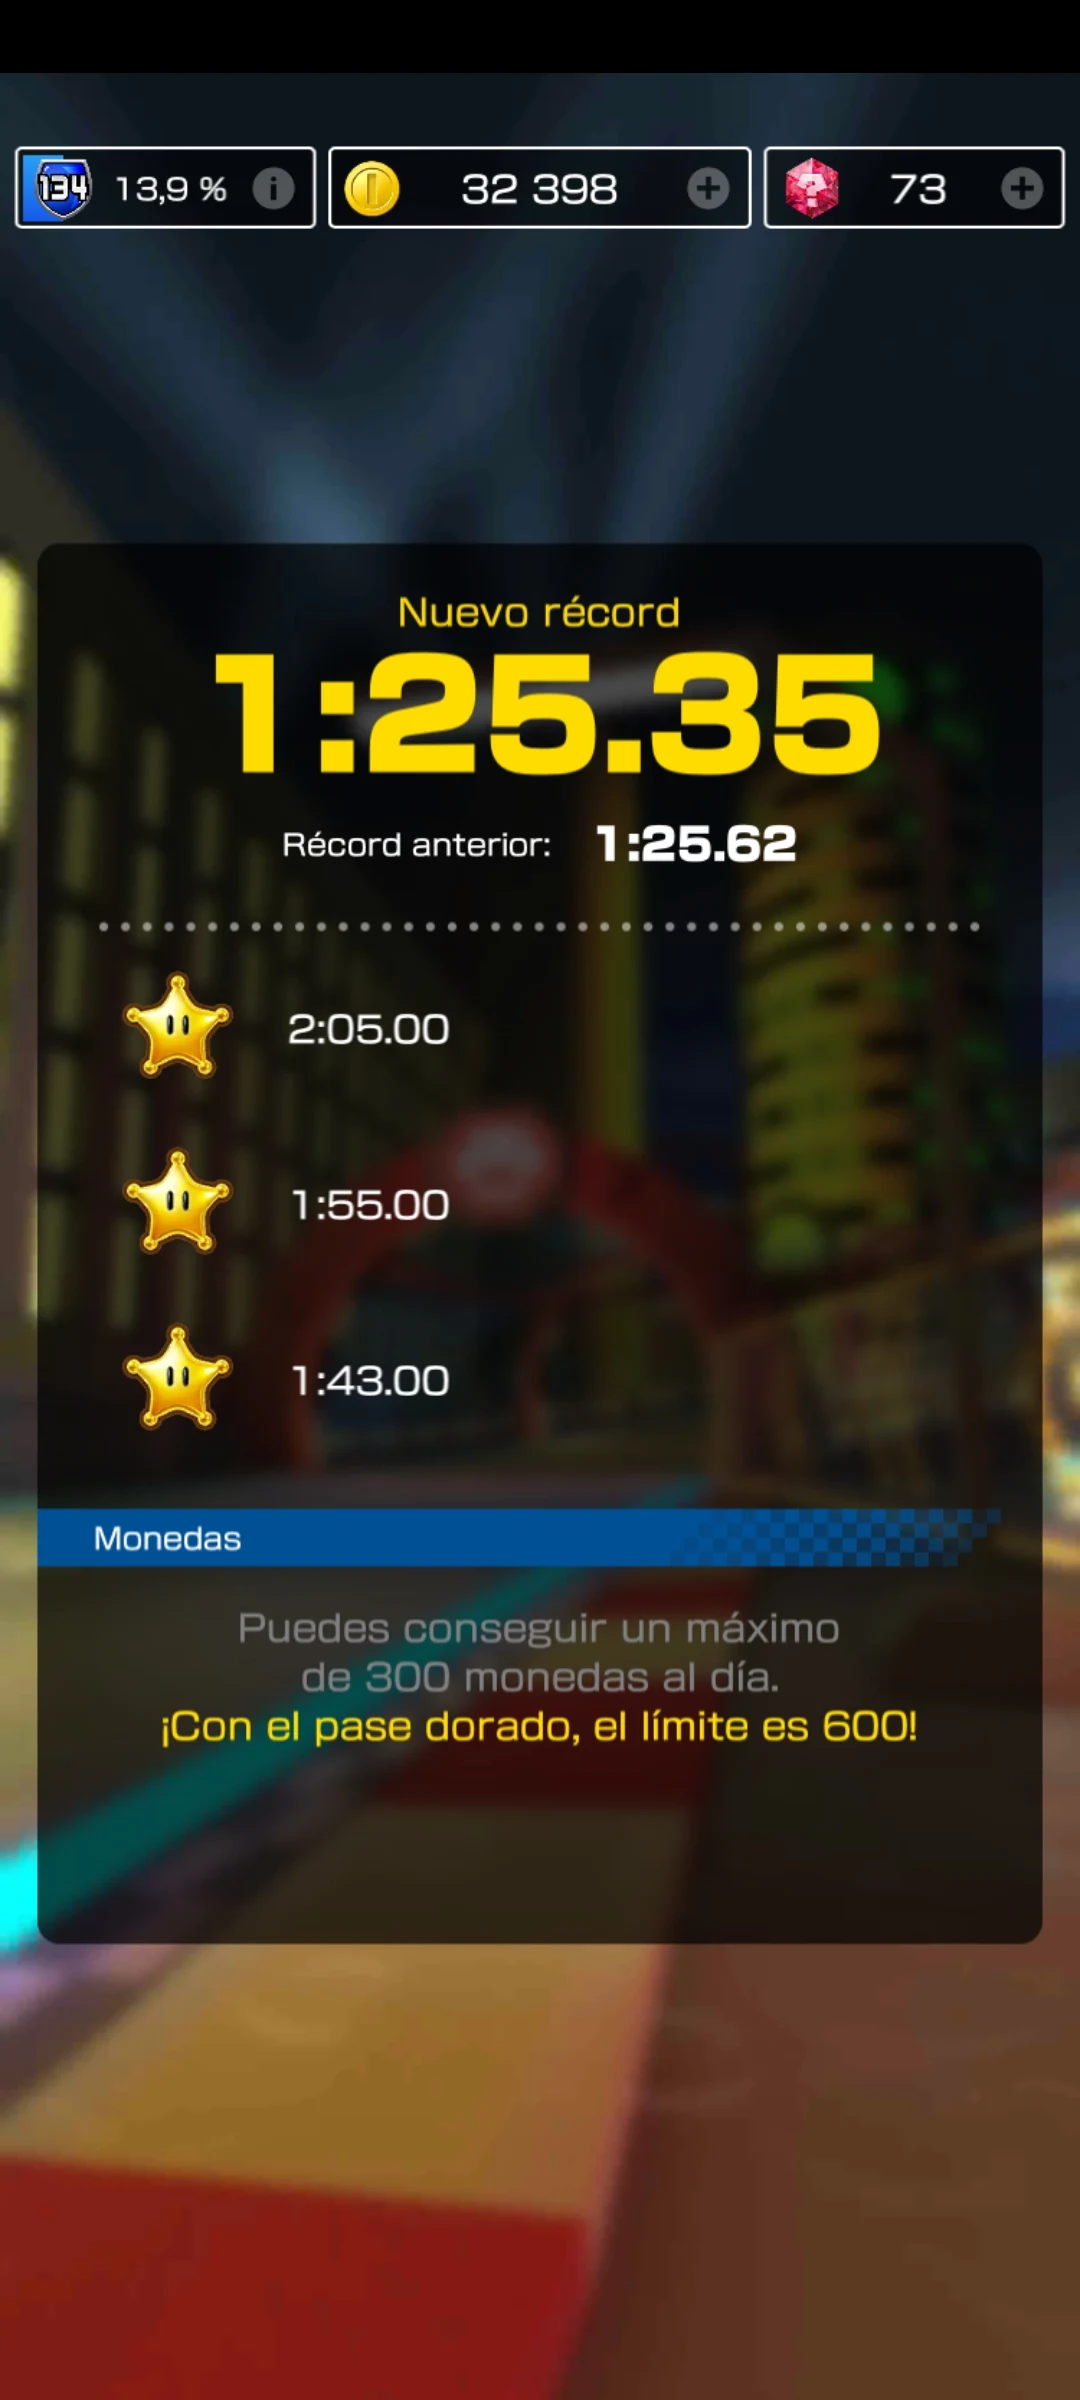 134 13,9 % i 32 398 + 73 +
Nuevo récord
1:25.35
Récord anterior: 1:25.62
2:05.00
1:55.00
1:43.00
Monedas
Puedes conseguir un máximo
de 300 monedas al día.
¡Con el pase dorado, el límite es 600!